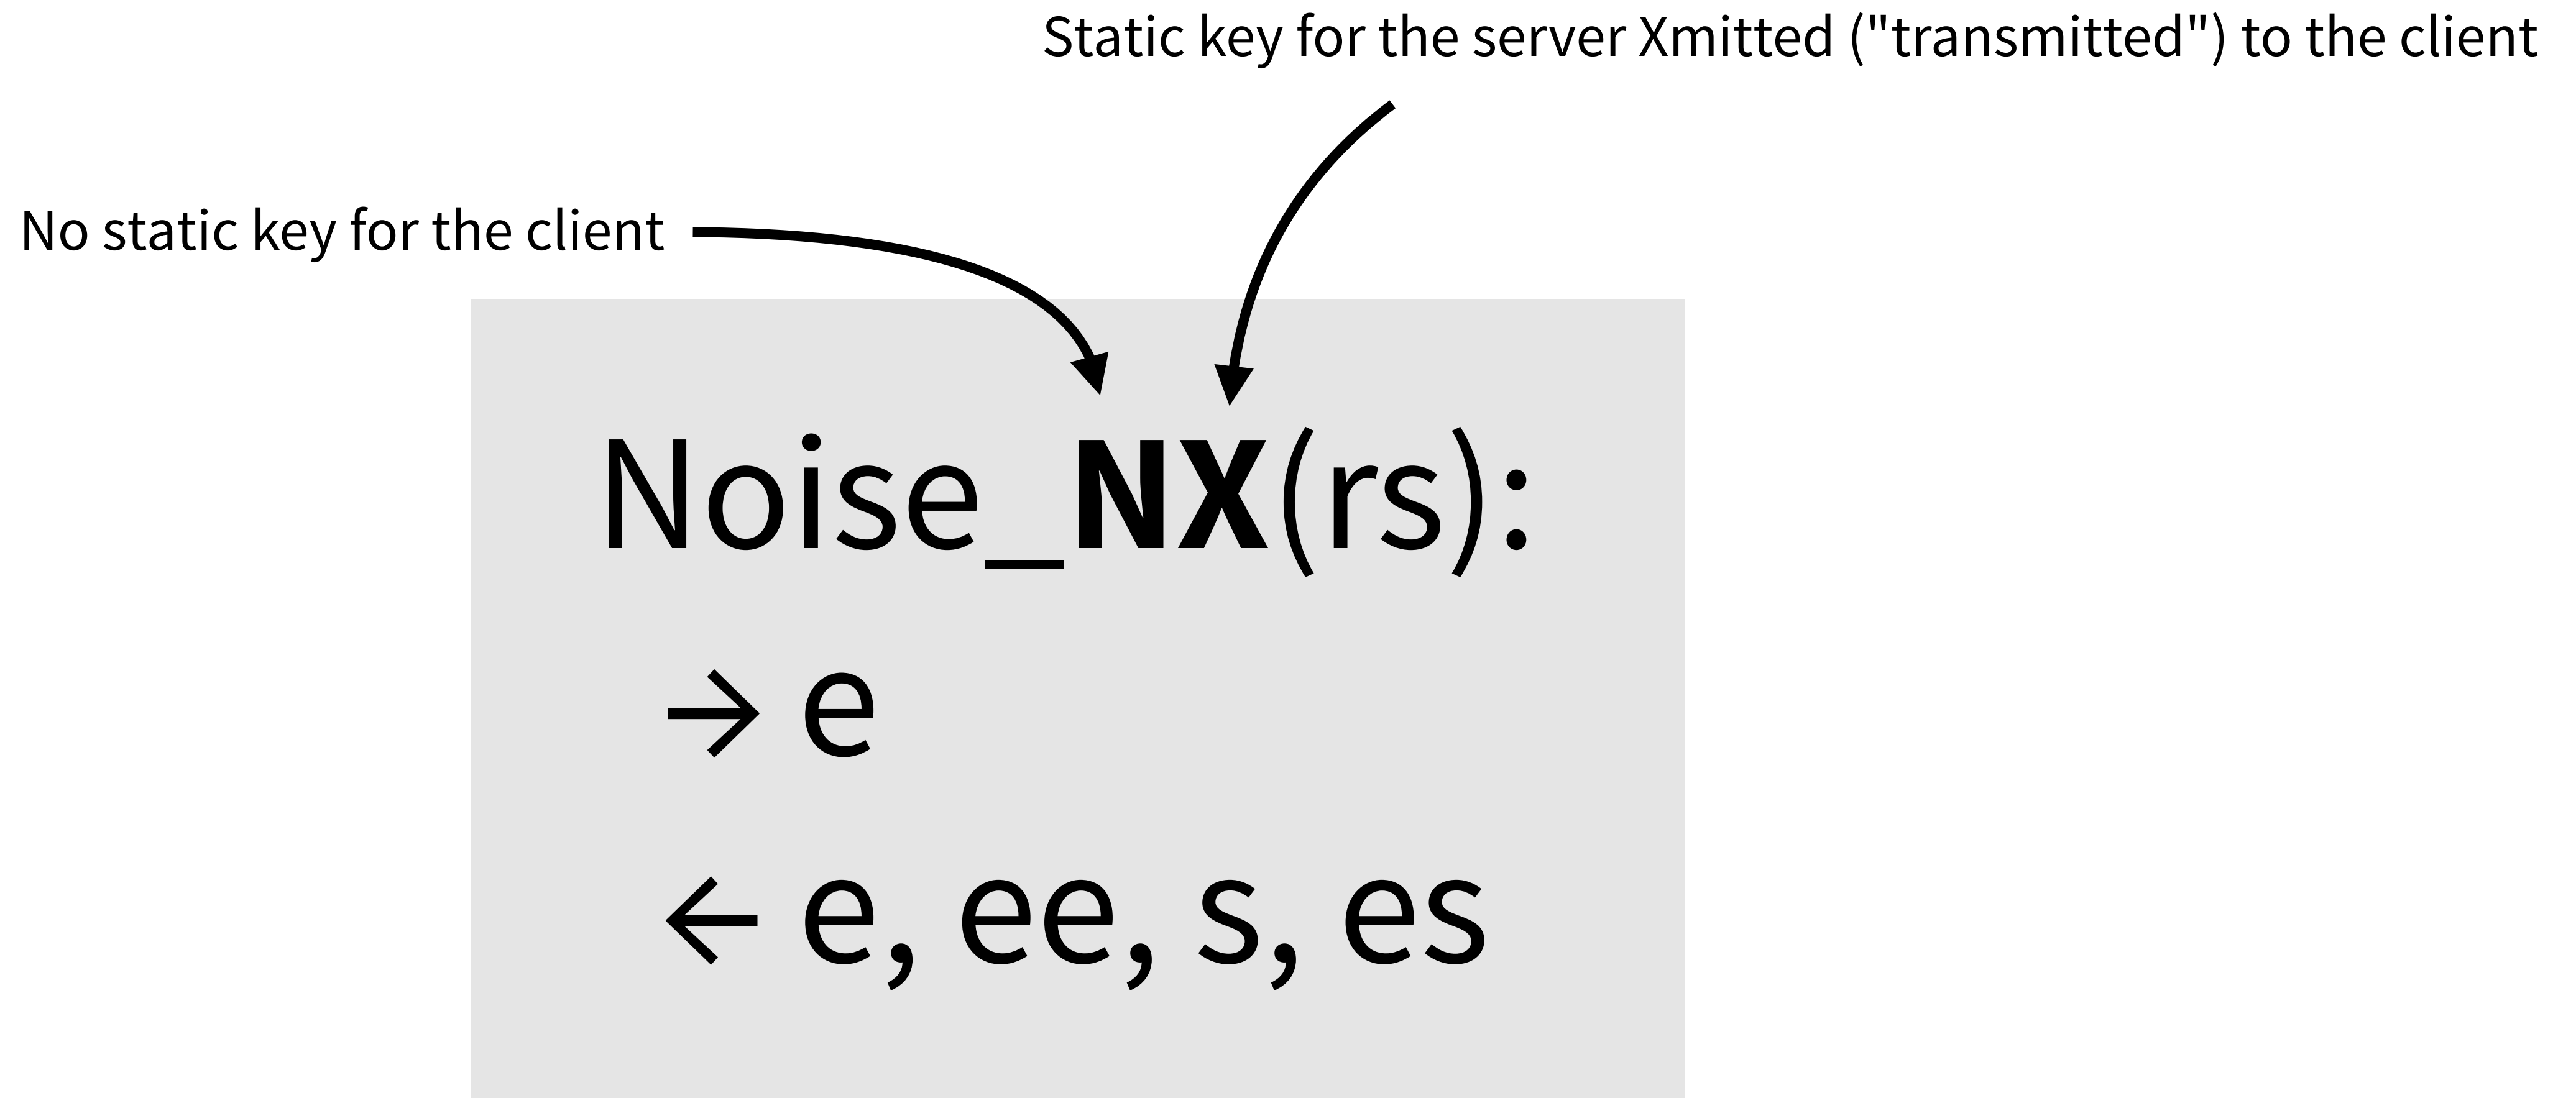 Static key for the server Xmitted ("transmitted") to the client
No static key for the client
Noise_NX(rs):
→ e
← e, ee, s, es